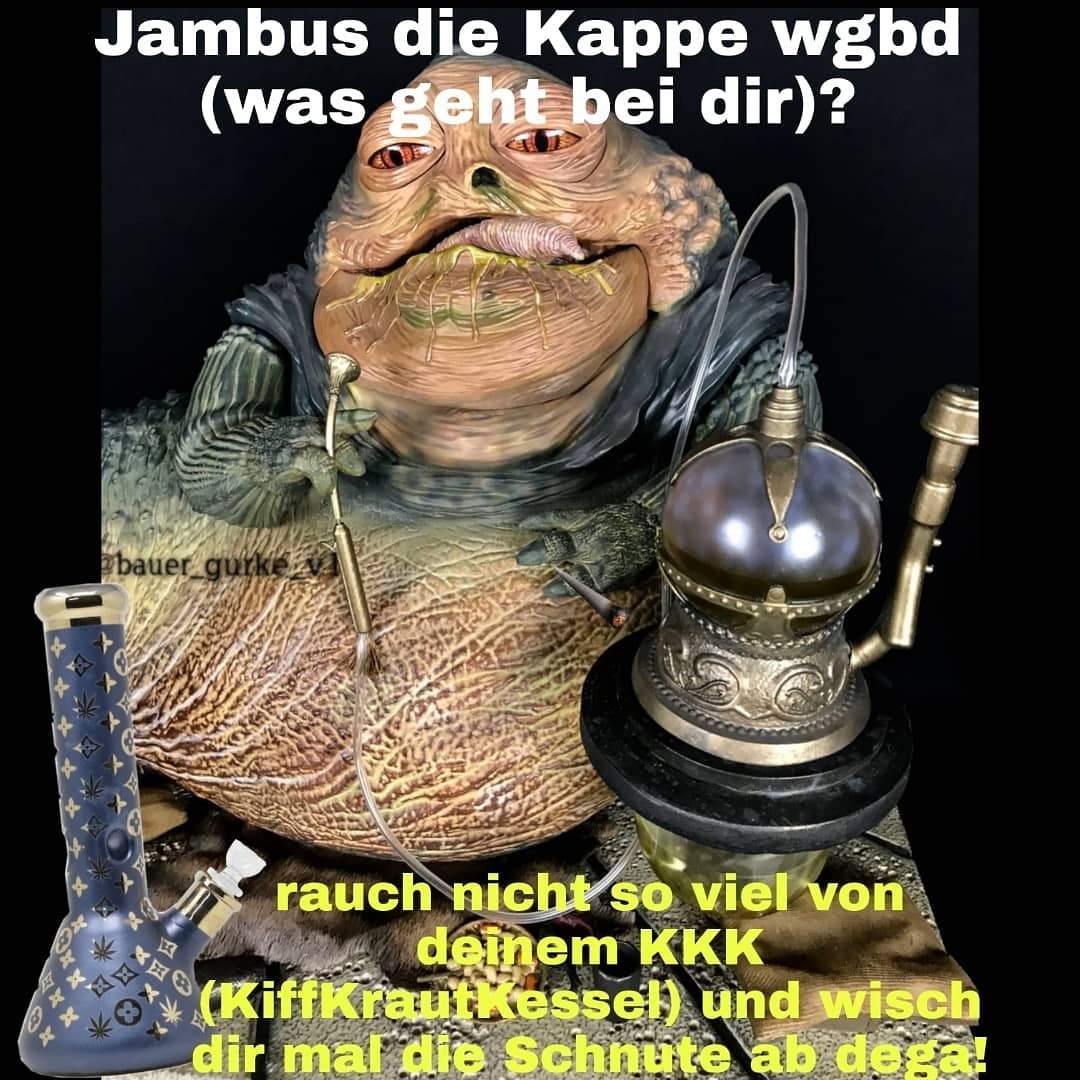 Jambus die Kappe wgbd
(was geht bei dir)?
@bauer_gurke_v1
rauch nicht so viel von
deinem KKK
(KiffKrautKessel) und wisch
dir mal die Schnute ab dega!